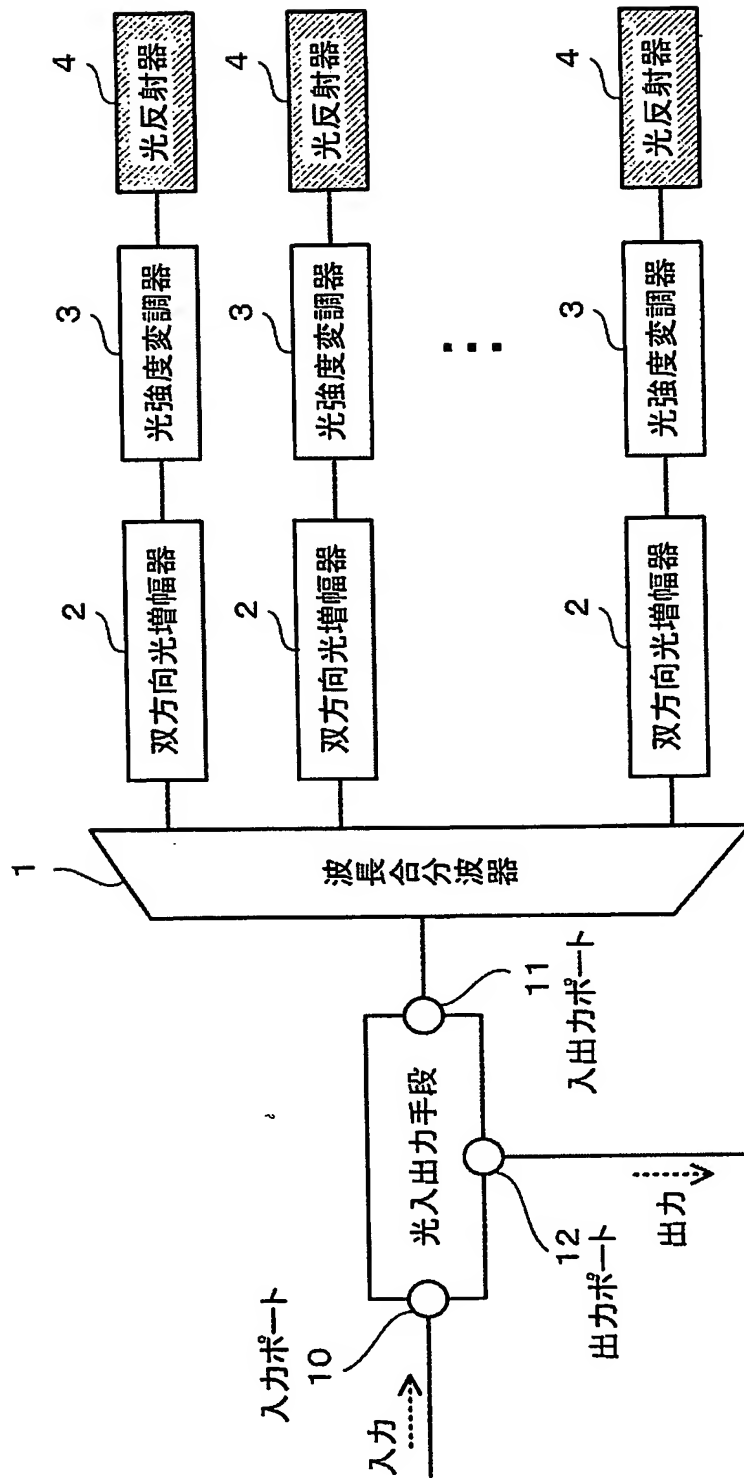 入力
入力ポート
10
光入出力手段
12
出力ポート
出力
11
入出力ポート
1
波長合分波器
2
双方向光増幅器
3
光強度変調器
4
光反射器
2
双方向光増幅器
3
光強度変調器
4
光反射器
2
双方向光増幅器
3
光強度変調器
4
光反射器